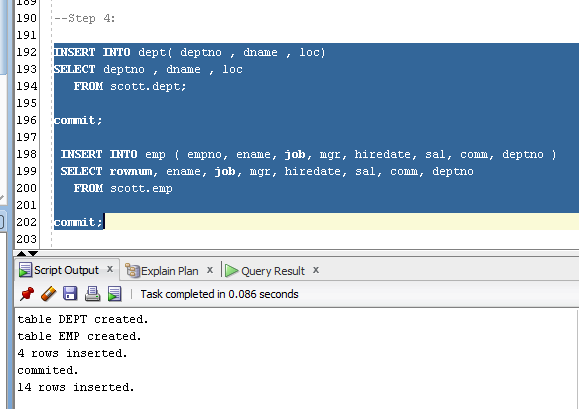 189
190 --Step 4:
191
192 INSERT INTO dept( deptno , dname , loc)
193 SELECT deptno , dname , loc
194 FROM scott.dept;
195
196 commit;
197
198 INSERT INTO emp ( empno, ename, job, mgr, hiredate, sal, comm, deptno )
199 SELECT rownum, ename, job, mgr, hiredate, sal, comm, deptno
200 FROM scott.emp
201
202 commit;
203
Script Output x Explain Plan x Query Result x
Task completed in 0.086 seconds
table DEPT created.
table EMP created.
4 rows inserted.
commited.
14 rows inserted.